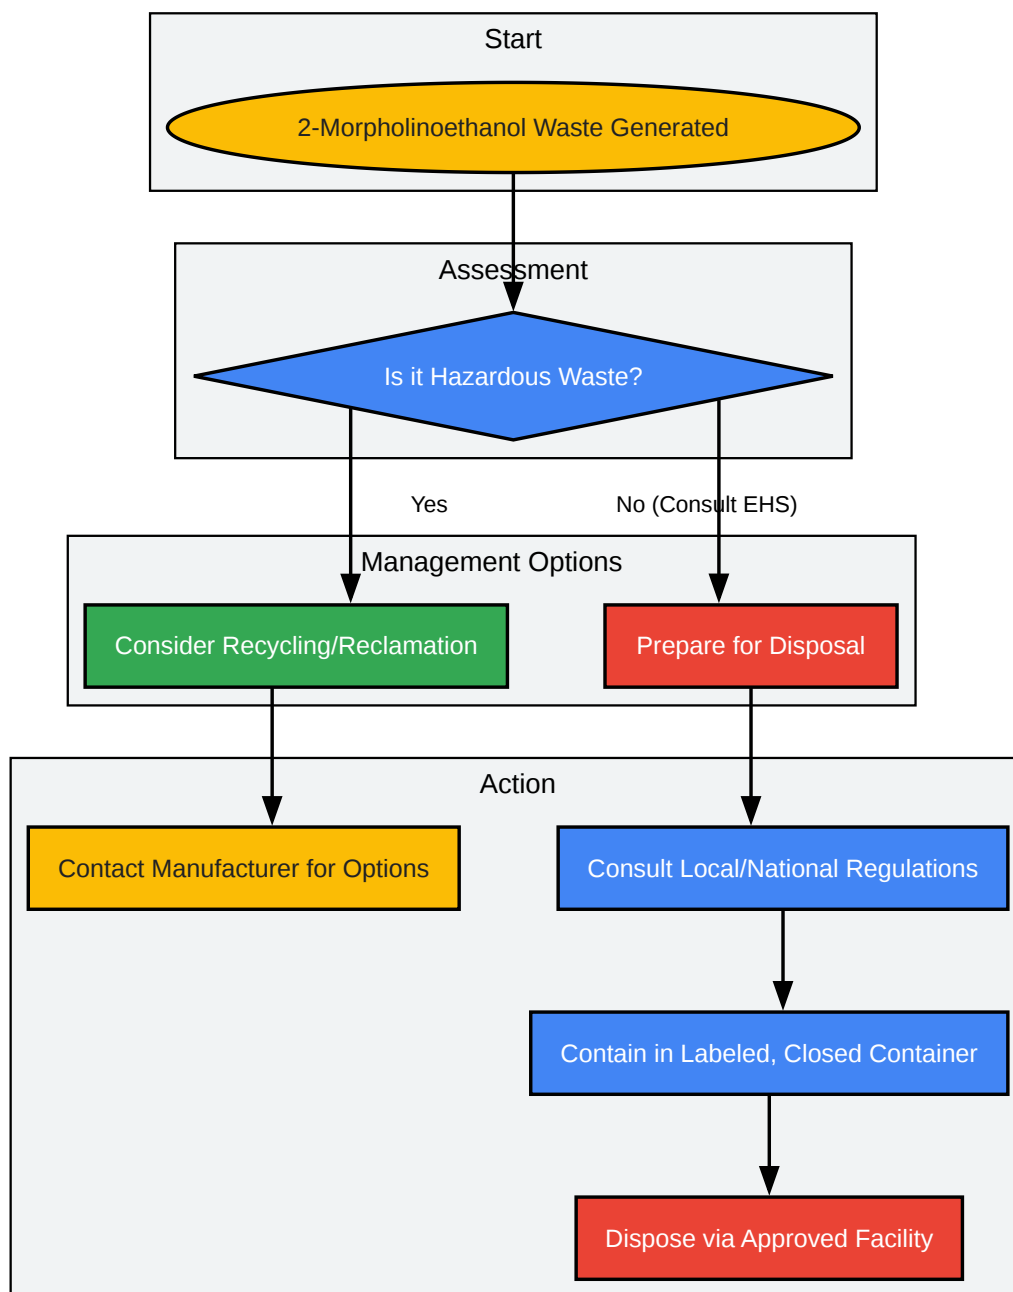 Start
2-Morpholinoethanol Waste Generated
Assessment
Is it Hazardous Waste?
Yes
No (Consult EHS)
Management Options
Consider Recycling/Reclamation
Prepare for Disposal
Action
Contact Manufacturer for Options
Consult Local/National Regulations
Contain in Labeled, Closed Container
Dispose via Approved Facility